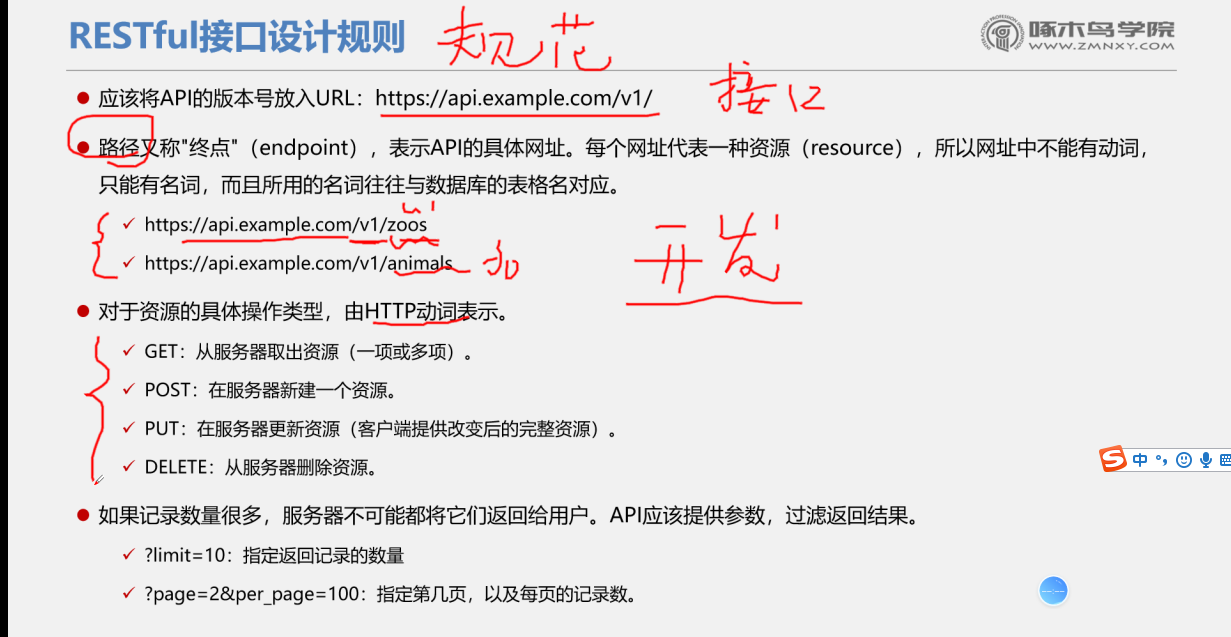 RESTful接口设计规则
规范
啄木鸟学院
WWW.ZMNXY.COM
应该将API的版本号放入URL：https://api.example.com/v1/
接口
路径又称"终点"（endpoint），表示API的具体网址。每个网址代表一种资源（resource），所以网址中不能有动词，
只能有名词，而且所用的名词往往与数据库的表格名对应。
https://api.example.com/v1/zoos
https://api.example.com/v1/animals
开发
对于资源的具体操作类型，由HTTP动词表示。
GET：从服务器取出资源（一项或多项）。
POST：在服务器新建一个资源。
PUT：在服务器更新资源（客户端提供改变后的完整资源）。
DELETE：从服务器删除资源。
中
如果记录数量很多，服务器不可能都将它们返回给用户。API应该提供参数，过滤返回结果。
?limit=10：指定返回记录的数量
?page=2&per_page=100：指定第几页，以及每页的记录数。